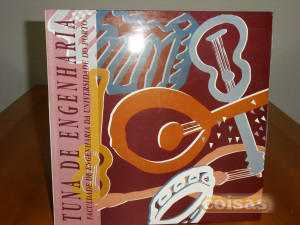 TUNA DE ENGENHARIA
FACULDADE DE ENGENHARIA DA UNIVERSIDADE DO PORTO
coisas